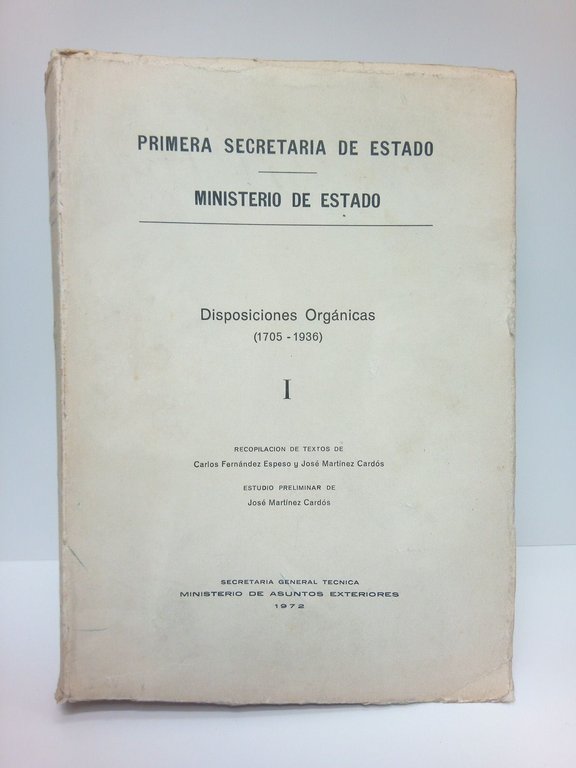 PRIMERA SECRETARIA DE ESTADO
MINISTERIO DE ESTADO
Disposiciones Orgánicas
(1705 - 1936)
I
RECOPILACION DE TEXTOS DE
Carlos Fernández Espeso y José Martínez Cardós
ESTUDIO PRELIMINAR DE
José Martínez Cardós
SECRETARIA GENERAL TECNICA
MINISTERIO DE ASUNTOS EXTERIORES
1972